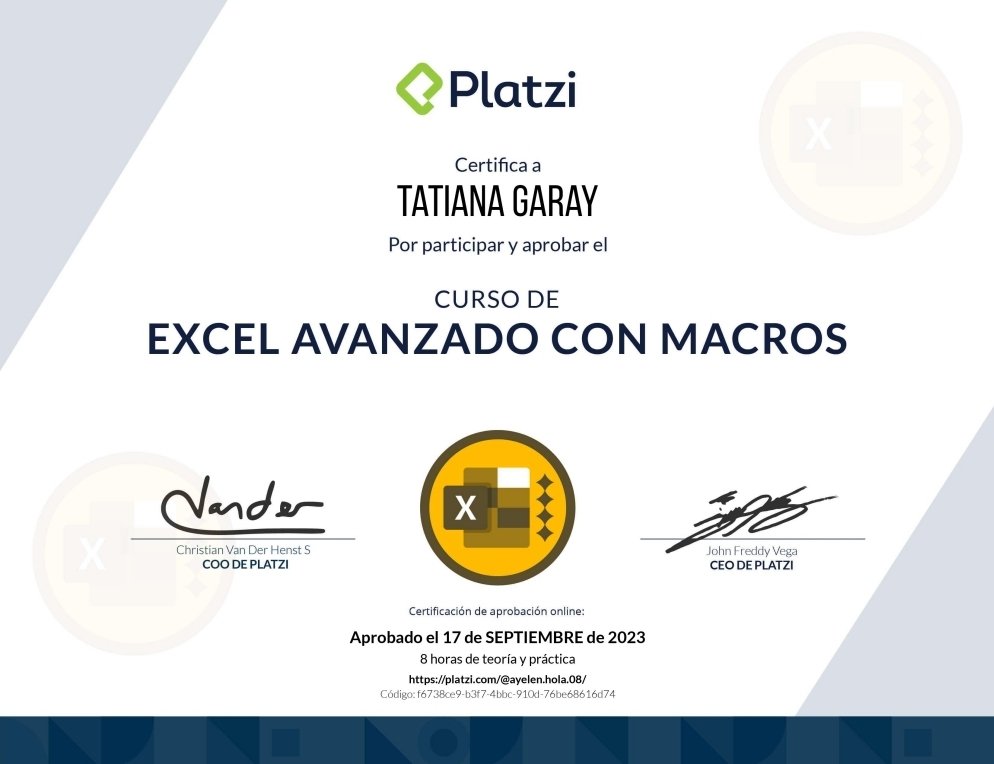 Platzi
Certifica a
TATIANA GARAY
Por participar y aprobar el
CURSO DE
EXCEL AVANZADO CON MACROS
X
X
X
Vander
Christian Van Der Henst S
COO DE PLATZI
John Freddy Vega
CEO DE PLATZI
Certificación de aprobación online:
Aprobado el 17 de SEPTIEMBRE de 2023
8 horas de teoría y práctica
https://platzi.com/@ayelen.hola.08/
Código: f6738ce9-b3f7-4bbc-910d-76be68616d74